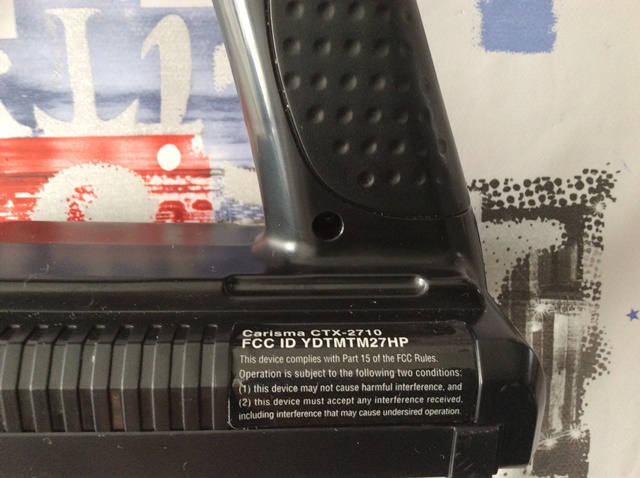 Carisma CTX-2710
FCC ID YDTMTM27HP
This device complies with Part 15 of the FCC Rules.
Operation is subject to the following two conditions:
(1) this device may not cause harmful interference, and
(2) this device must accept any interference received,
including interference that may cause undersired operation.